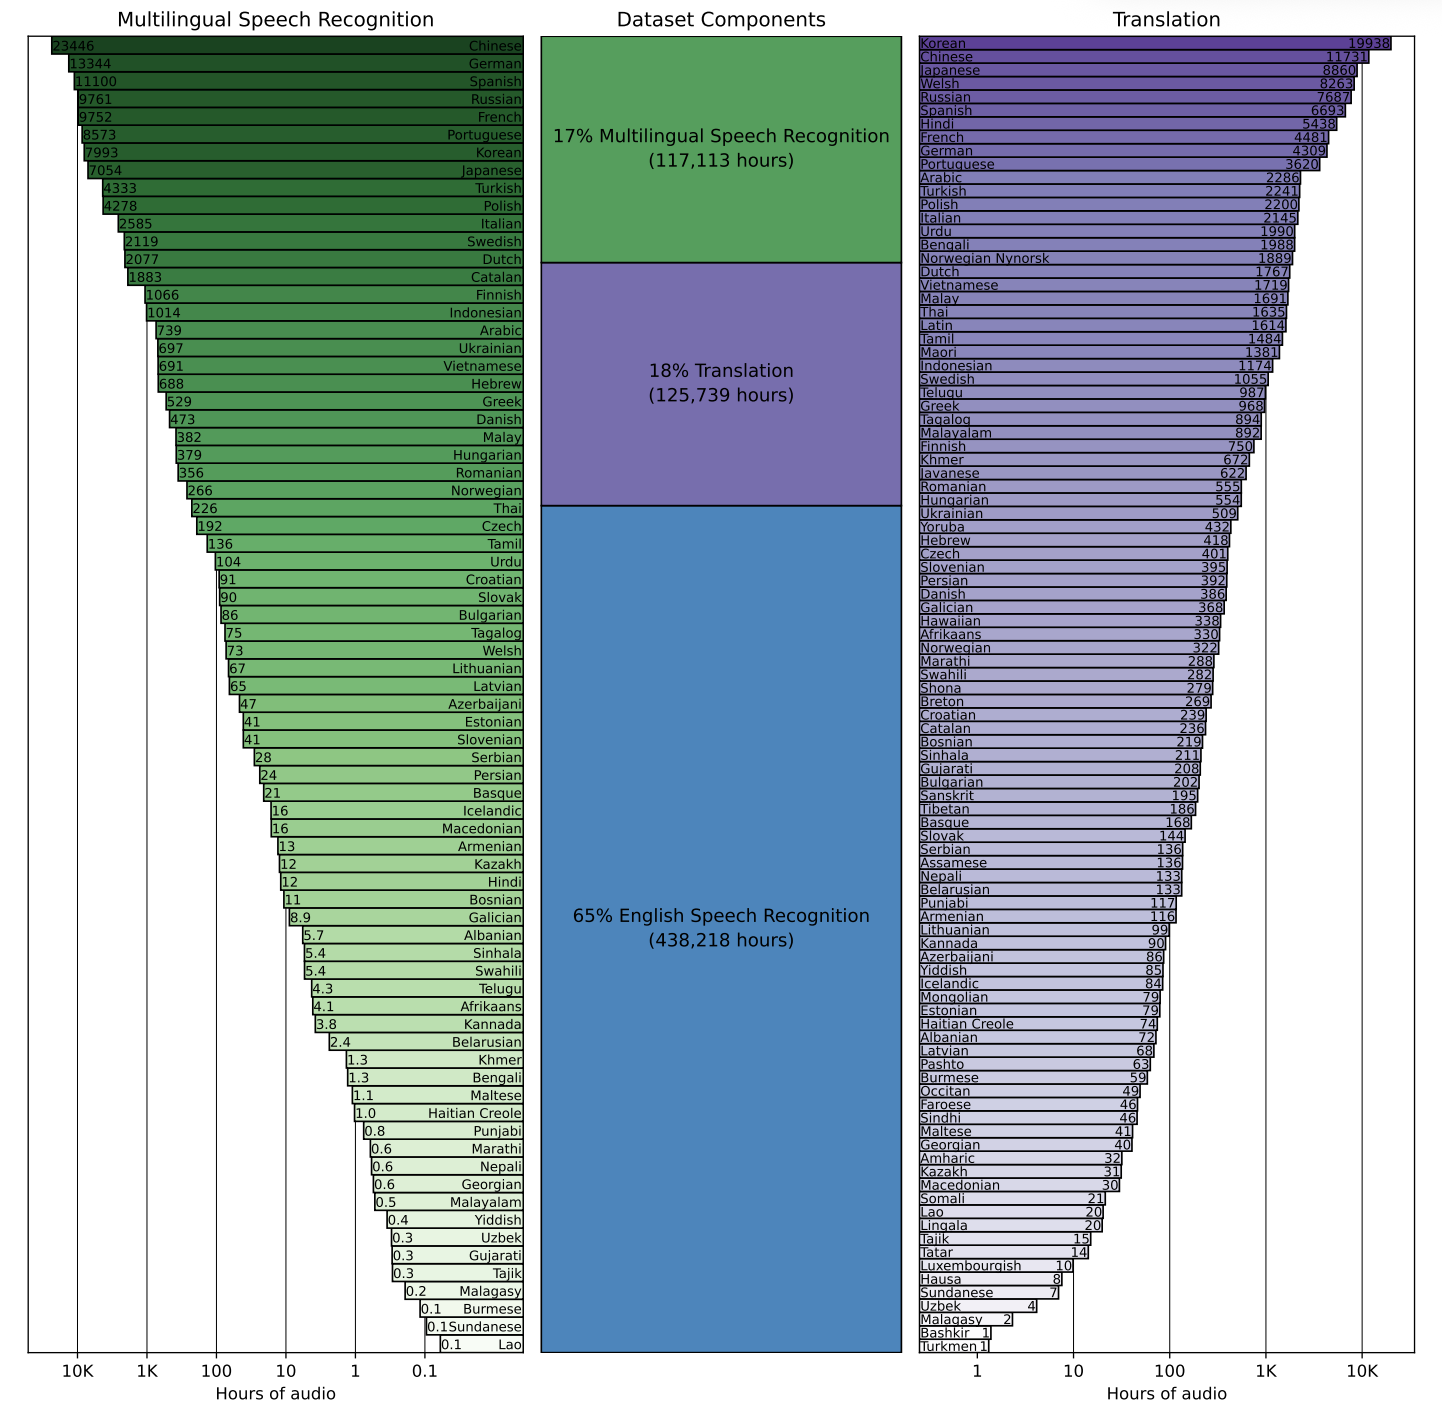 Multilingual Speech Recognition
23446 Chinese
13344 German
11100 Spanish
9761 Russian
9752 French
8573 Portuguese
7993 Korean
7054 Japanese
4333 Turkish
4278 Polish
2585 Italian
2119 Swedish
2077 Dutch
1883 Catalan
1066 Finnish
1014 Indonesian
739 Arabic
697 Ukrainian
691 Vietnamese
688 Hebrew
529 Greek
473 Danish
382 Malay
379 Hungarian
356 Romanian
266 Norwegian
226 Thai
192 Czech
136 Tamil
104 Urdu
91 Croatian
90 Slovak
86 Bulgarian
75 Tagalog
73 Welsh
67 Lithuanian
65 Latvian
47 Azerbaijani
41 Estonian
41 Slovenian
28 Serbian
24 Persian
21 Basque
16 Icelandic
16 Macedonian
13 Armenian
12 Kazakh
12 Hindi
11 Bosnian
8.9 Galician
5.7 Albanian
5.4 Sinhala
5.4 Swahili
4.3 Telugu
4.1 Afrikaans
3.8 Kannada
2.4 Belarusian
1.3 Khmer
1.3 Bengali
1.1 Maltese
1.0 Haitian Creole
0.8 Punjabi
0.6 Marathi
0.6 Nepali
0.6 Georgian
0.5 Malayalam
0.4 Yiddish
0.3 Uzbek
0.3 Gujarati
0.3 Tajik
0.2 Malagasy
0.1 Burmese
0.1 Sundanese
0.1 Lao
10K 1K 100 10 1 0.1
Hours of audio
Dataset Components
17% Multilingual Speech Recognition
(117,113 hours)
18% Translation
(125,739 hours)
65% English Speech Recognition
(438,218 hours)
Translation
Korean 19938
Chinese 11731
Japanese 8860
Welsh 8263
Russian 7687
Spanish 6693
Hindi 5438
French 4481
German 4309
Portuguese 3620
Arabic 2286
Turkish 2241
Polish 2200
Italian 2145
Urdu 1990
Bengali 1988
Norwegian Nynorsk 1889
Dutch 1767
Vietnamese 1719
Malay 1691
Thai 1635
Latin 1614
Tamil 1484
Maori 1381
Indonesian 1174
Swedish 1055
Telugu 987
Greek 968
Tagalog 894
Malayalam 892
Finnish 750
Khmer 672
Javanese 622
Romanian 555
Hungarian 554
Ukrainian 509
Yoruba 432
Hebrew 418
Czech 401
Slovenian 395
Persian 392
Danish 386
Galician 368
Hawaiian 338
Afrikaans 330
Norwegian 322
Marathi 288
Swahili 282
Shona 279
Breton 269
Croatian 239
Catalan 236
Bosnian 219
Sinhala 211
Gujarati 208
Bulgarian 202
Sanskrit 195
Tibetan 186
Basque 168
Slovak 144
Serbian 136
Assamese 136
Nepali 133
Belarusian 133
Punjabi 117
Armenian 116
Lithuanian 99
Kannada 90
Azerbaijani 86
Yiddish 85
Icelandic 84
Mongolian 79
Estonian 79
Haitian Creole 74
Albanian 72
Latvian 68
Pashto 63
Burmese 59
Occitan 49
Faroese 46
Sindhi 46
Maltese 41
Georgian 40
Amharic 32
Kazakh 31
Macedonian 30
Somali 21
Lao 20
Lingala 20
Tajik 15
Tatar 14
Luxembourgish 10
Hausa 8
Sundanese 7
Uzbek 4
Malagasy 2
Bashkir 1
Turkmen 1
1 10 100 1K 10K
Hours of audio